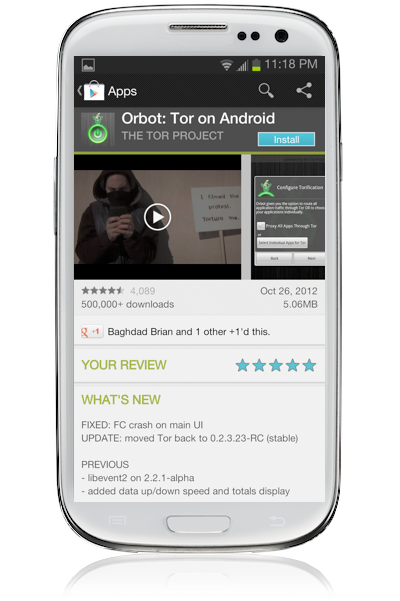 11:18 PM
Apps
Orbot: Tor on Android
THE TOR PROJECT
Install
I filmed the
protest.
Torture me.
Configure Torification
Orbot gives you the option to route all
application traffic through Tor OR to choose
your applications individually.
Proxy All Apps Through Tor
or
Select Individual Apps for Tor
Back
Next
4,089
Oct 26, 2012
500,000+ downloads
5.06MB
+1
Baghdad Brian and 1 other +1'd this.
YOUR REVIEW
WHAT'S NEW
FIXED: FC crash on main UI
UPDATE: moved Tor back to 0.2.3.23-RC (stable)
PREVIOUS
- libevent2 on 2.2.1-alpha
- added data up/down speed and totals display